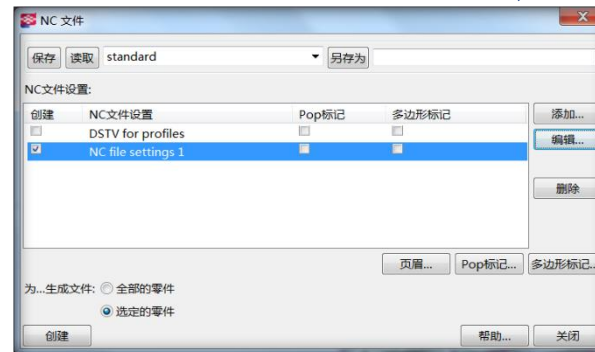 NC 文件
保存 读取 standard 另存为
NC文件设置:
创建 NC文件设置 Pop标记 多边形标记 添加...
DSTV for profiles 编辑...
NC file settings 1
删除
页眉... Pop标记... 多边形标记..
为...生成文件: 全部的零件
选定的零件
创建 帮助... 关闭